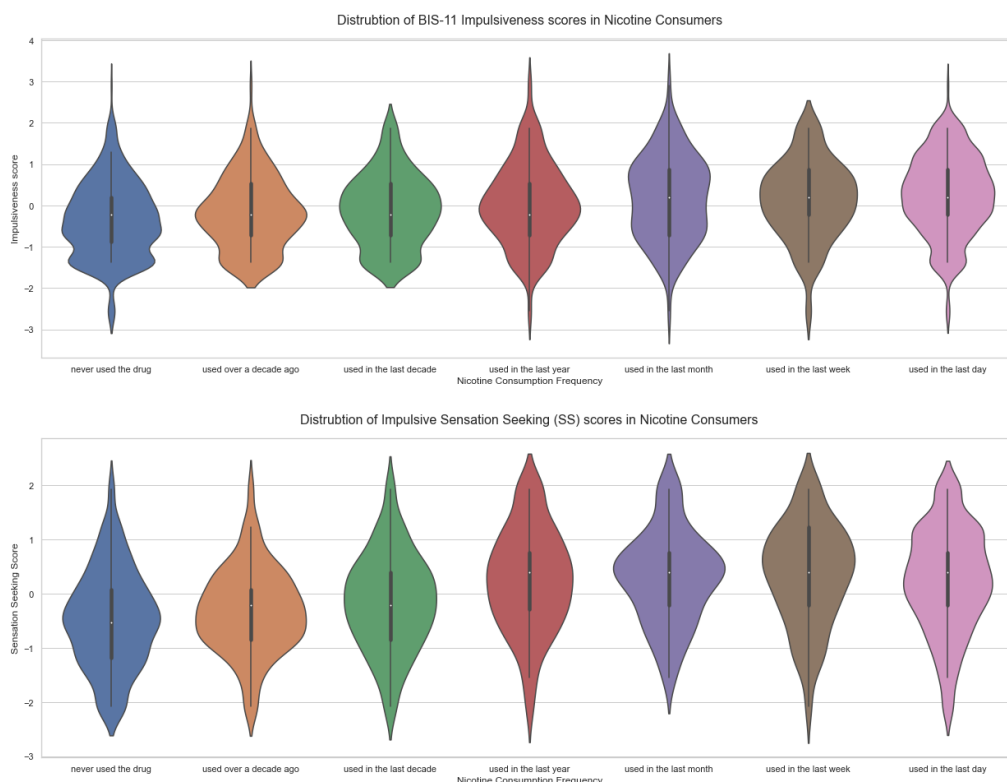 Distrubtion of BIS-11 Impulsiveness scores in Nicotine Consumers
4
3
2
1
0
−1
−2
−3
Impulsiveness score
never used the drug used over a decade ago used in the last decade used in the last year used in the last month used in the last week used in the last day
Nicotine Consumption Frequency
Distrubtion of Impulsive Sensation Seeking (SS) scores in Nicotine Consumers
2
1
0
−1
−2
−3
Sensation Seeking Score
never used the drug used over a decade ago used in the last decade used in the last year used in the last month used in the last week used in the last day
Nicotine Consumption Frequency